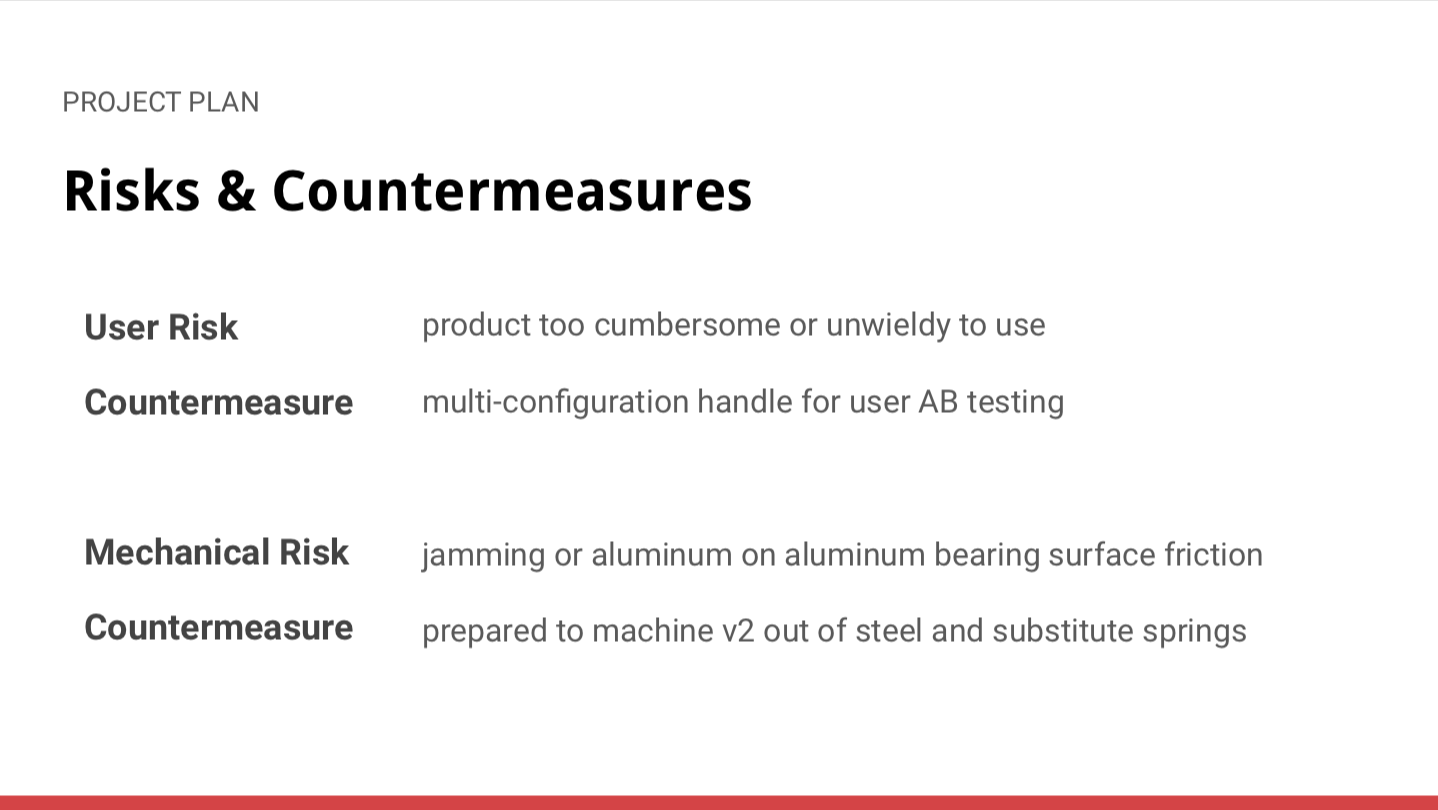 PROJECT PLAN
Risks & Countermeasures
User Risk product too cumbersome or unwieldy to use
Countermeasure multi-configuration handle for user AB testing
Mechanical Risk jamming or aluminum on aluminum bearing surface friction
Countermeasure prepared to machine v2 out of steel and substitute springs